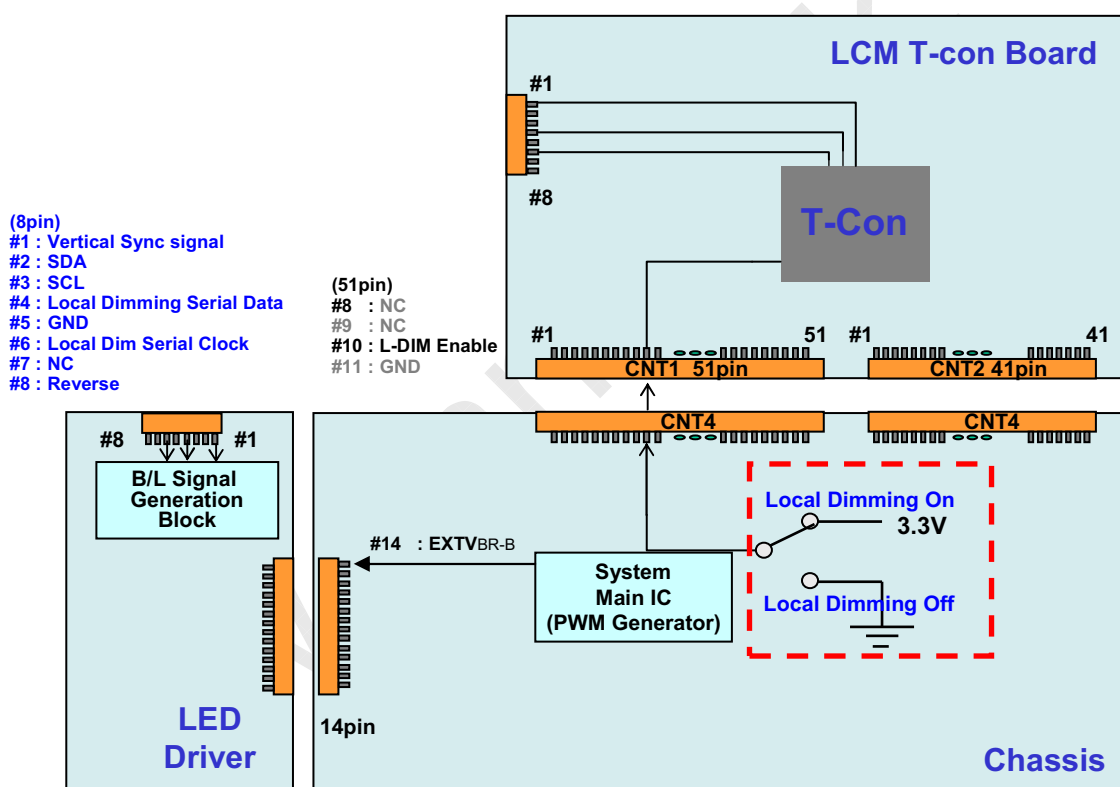 LCM T-con Board
#1
#8
T-Con
(8pin)
#1 : Vertical Sync signal
#2 : SDA
#3 : SCL
#4 : Local Dimming Serial Data
#5 : GND
#6 : Local Dim Serial Clock
#7 : NC
#8 : Reverse
(51pin)
#8 : NC
#9 : NC
#10 : L-DIM Enable
#11 : GND
#1
51
#1
41
CNT1 51pin
CNT2 41pin
CNT4
CNT4
#8
#1
B/L Signal
Generation
Block
#14 : EXTVBR-B
System
Main IC
(PWM Generator)
Local Dimming On
3.3V
Local Dimming Off
LED
Driver
14pin
Chassis